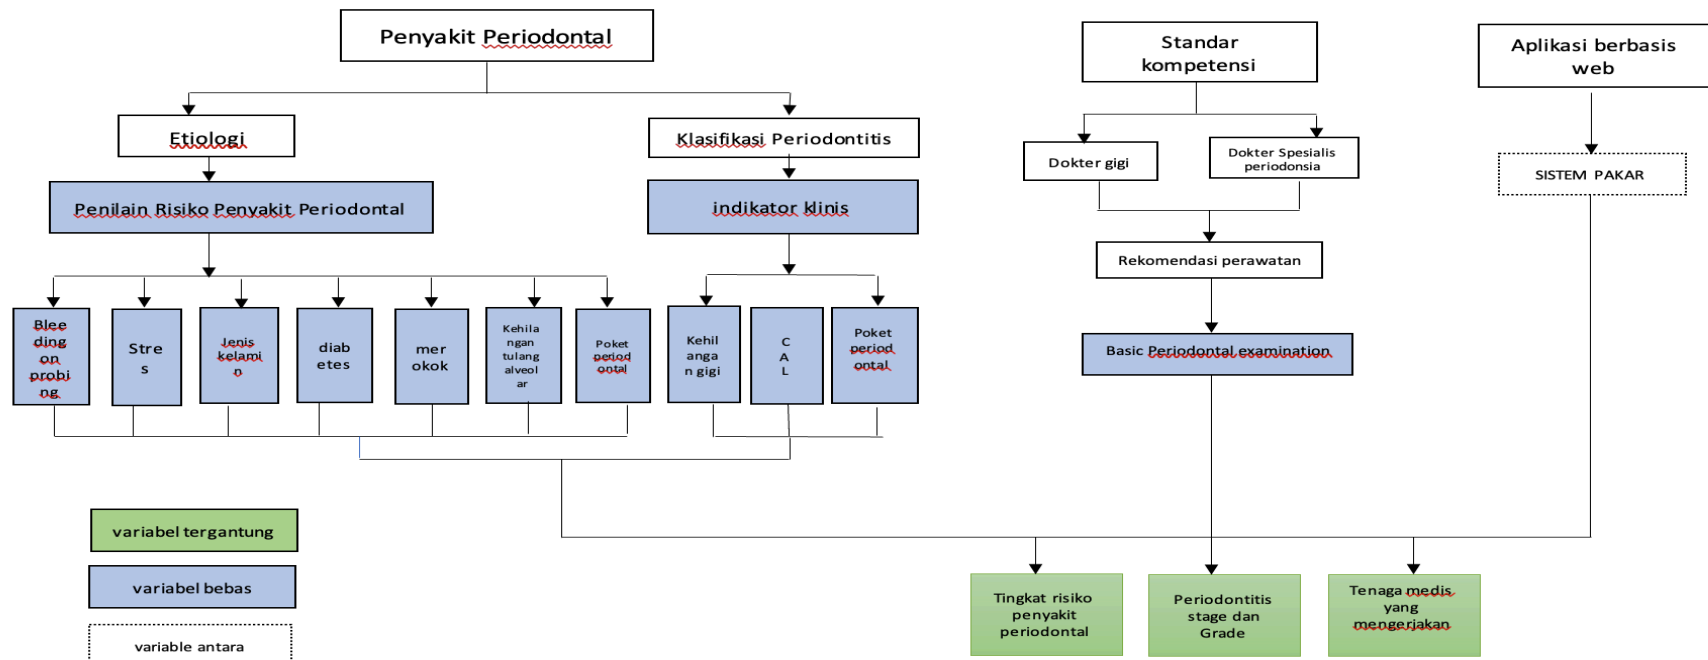 Penyakit Periodontal
Standar
kompetensi
Aplikasi berbasis
web
Etiologi
Klasifikasi Periodontitis
Dokter gigi
Dokter Spesialis
periodonsia
SISTEM PAKAR
Penilain Risiko Penyakit Periodontal
indikator klinis
Rekomendasi perawatan
Blee
ding
on
probi
ng
Stre
s
Jenis
kelami
n
diab
etes
mer
okok
Kehila
ngan
tulang
alveol
ar
Poket
period
ontal
Kehil
anga
n gigi
C
A
L
Poket
period
ontal
Basic Periodontal examination
variabel tergantung
variabel bebas
variable antara
Tingkat risiko
penyakit
periodontal
Periodontitis
stage dan
Grade
Tenaga medis
yang
mengerjakan